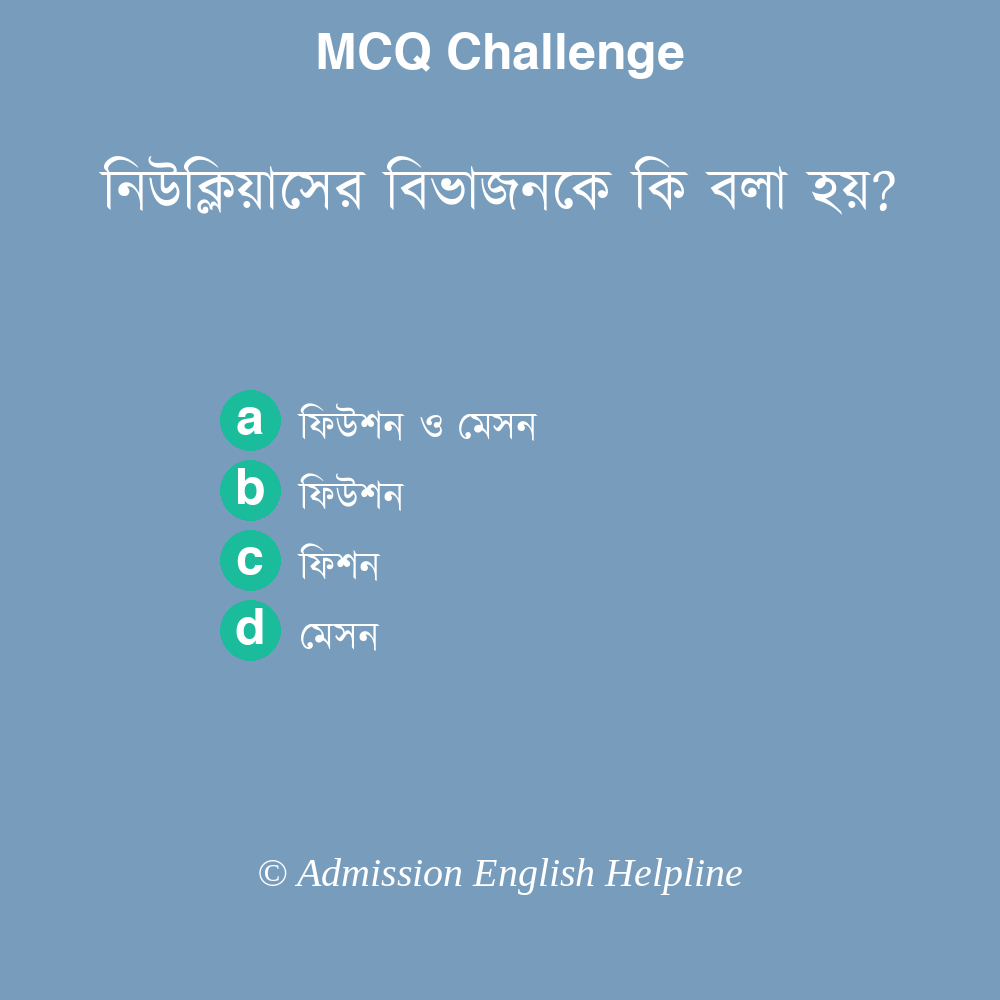 MCQ Challenge
নিউক্লিয়াসের বিভাজনকে কি বলা হয়?
a ফিউশন ও মেসন
b ফিউশন
c ফিশন
d মেসন
© Admission English Helpline